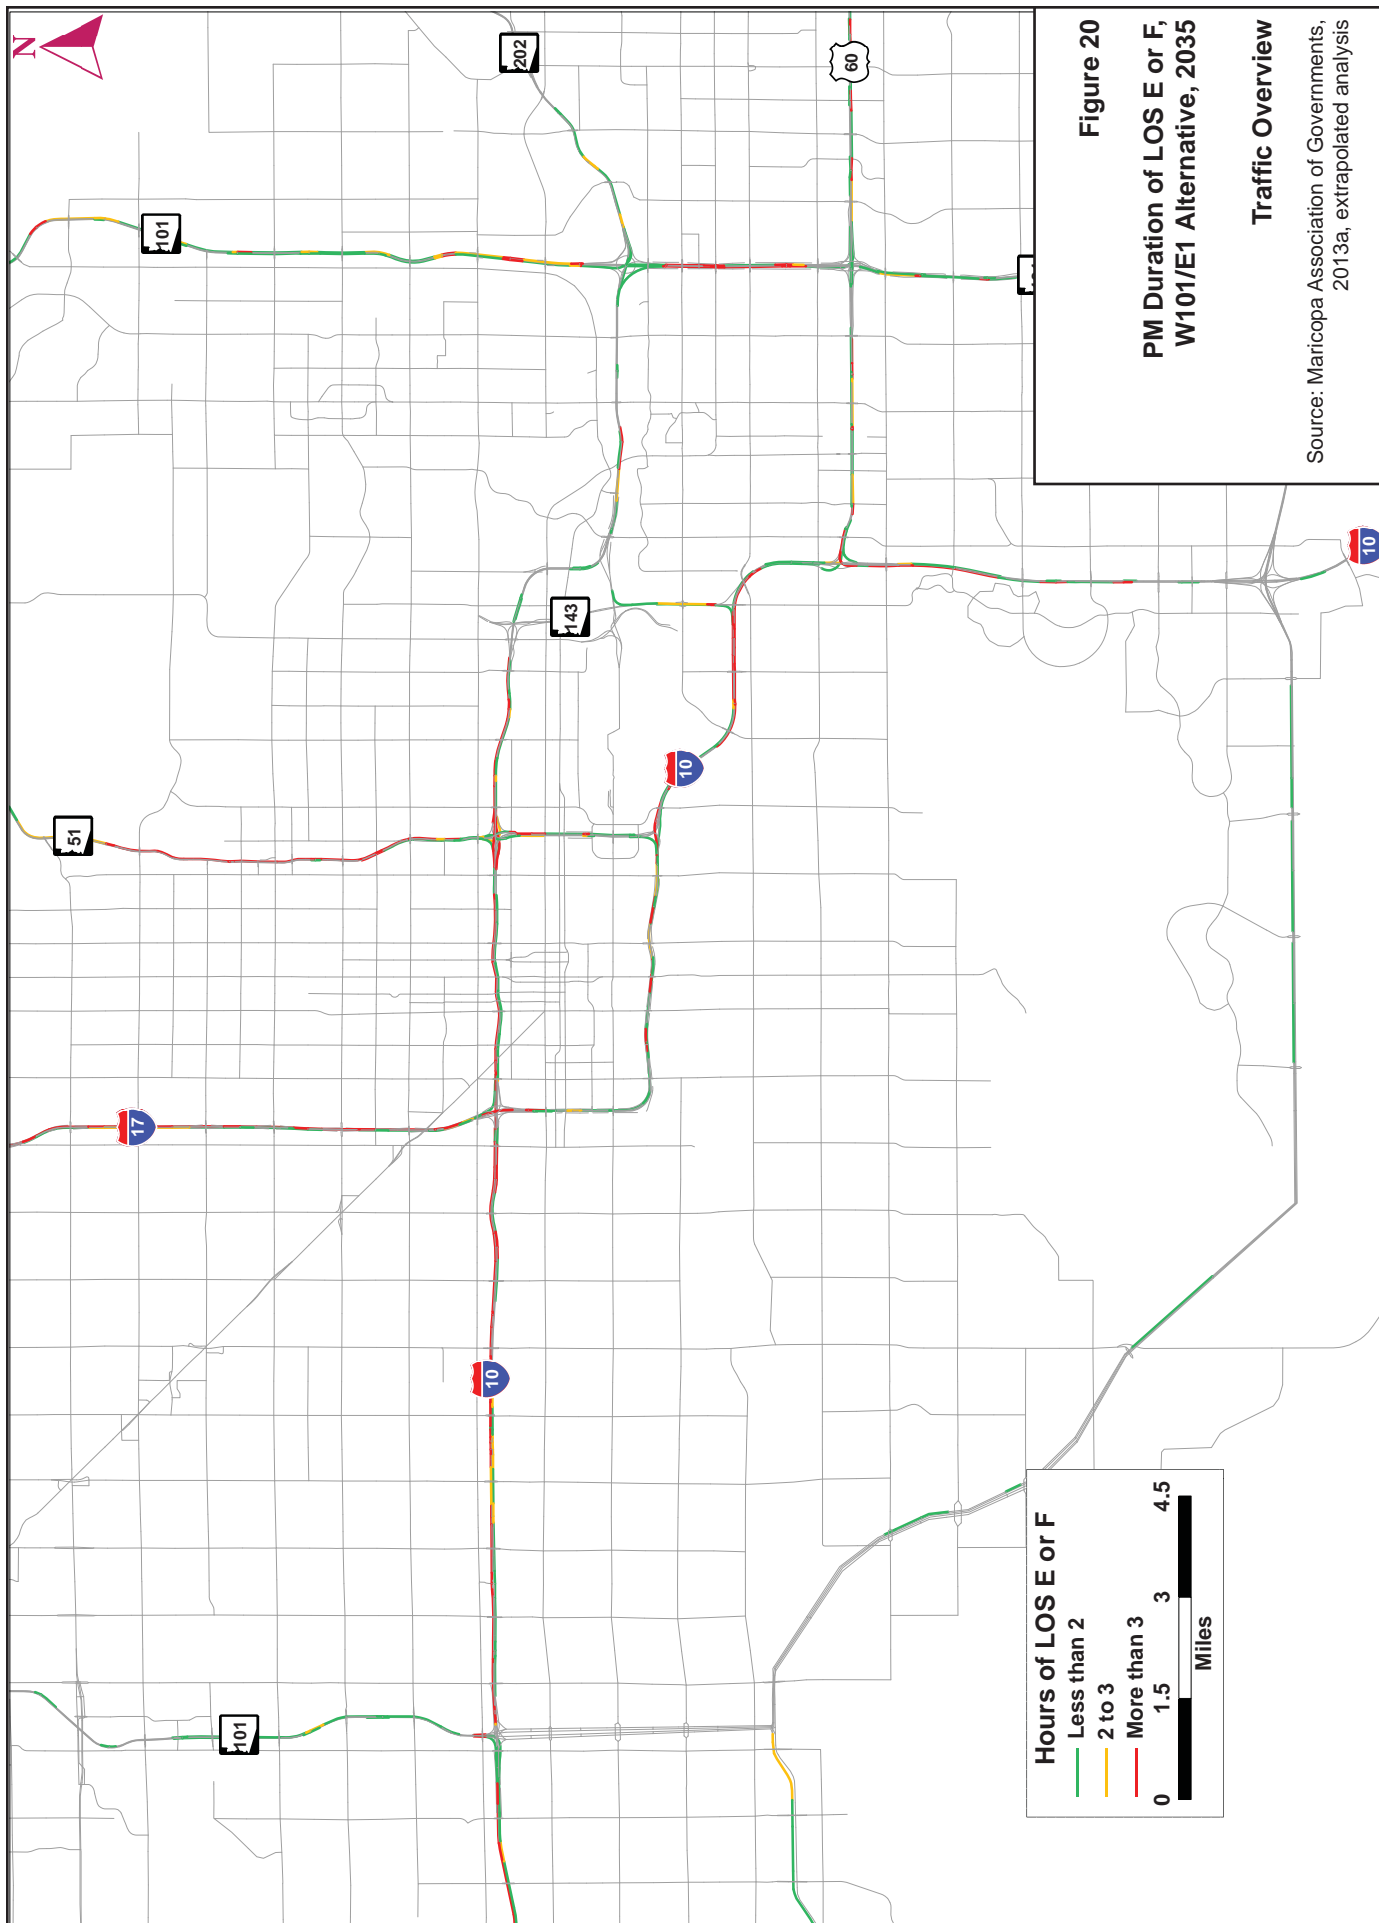 N
101
51
17
202
60
143
10
10
101
10
Hours of LOS E or F
Less than 2
2 to 3
More than 3
0 1.5 3 4.5
Miles
Figure 20
PM Duration of LOS E or F,
W101/E1 Alternative, 2035
Traffic Overview
Source: Maricopa Association of Governments,
2013a, extrapolated analysis